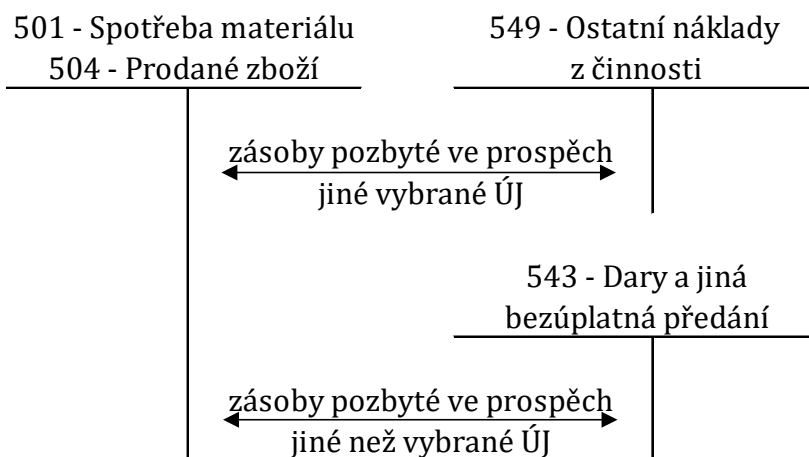 501 - Spotřeba materiálu
504 - Prodané zboží
549 - Ostatní náklady
z činnosti
zásoby pozbyté ve prospěch
jiné vybrané ÚJ
543 - Dary a jiná
bezúplatná předání
zásoby pozbyté ve prospěch
jiné než vybrané ÚJ